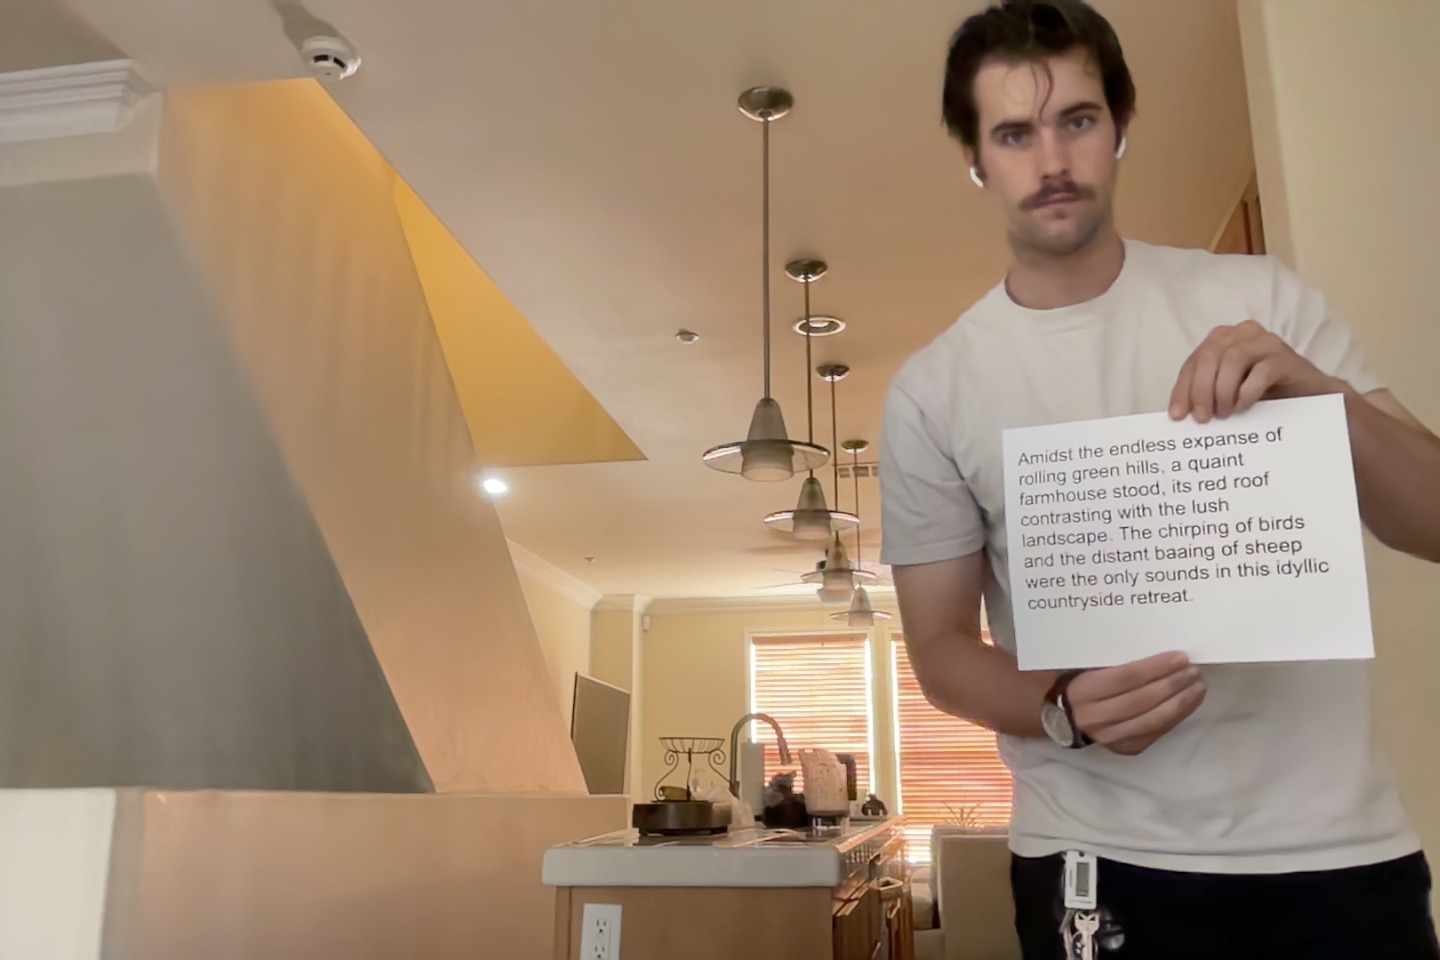 Amidst the endless expanse of
rolling green hills, a quaint
farmhouse stood, its red roof
contrasting with the lush
landscape. The chirping of birds
and the distant baaing of sheep
were the only sounds in this idyllic
countryside retreat.